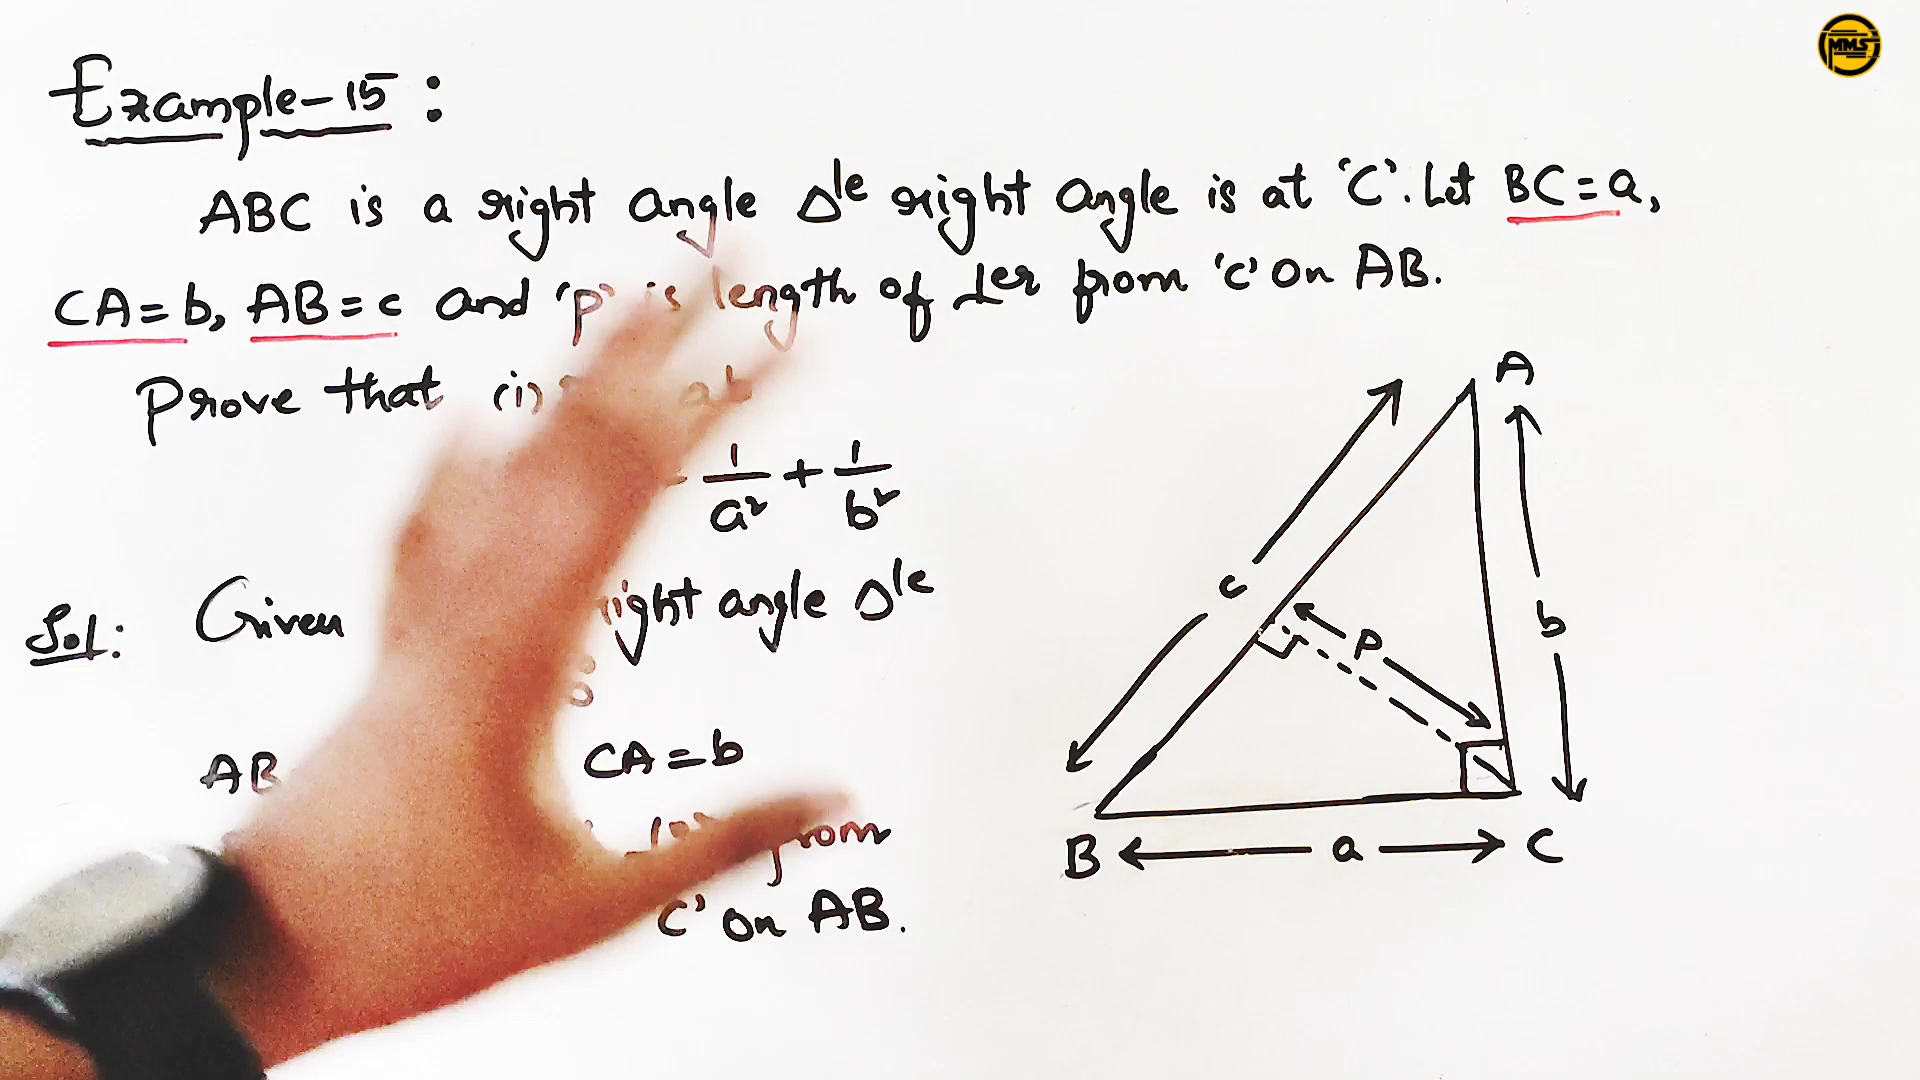 Example-15 :
ABC is a right angle Δle right angle is at 'C'. Let BC=a,
CA=b, AB=c and 'p' is length of ⊥er from 'C' on AB.
Prove that (i) ab
1/a² + 1/b²
Sol: Given right angle Δle
AB CA=b
from
C' on AB.
A
c
p
b
B a C
MMS